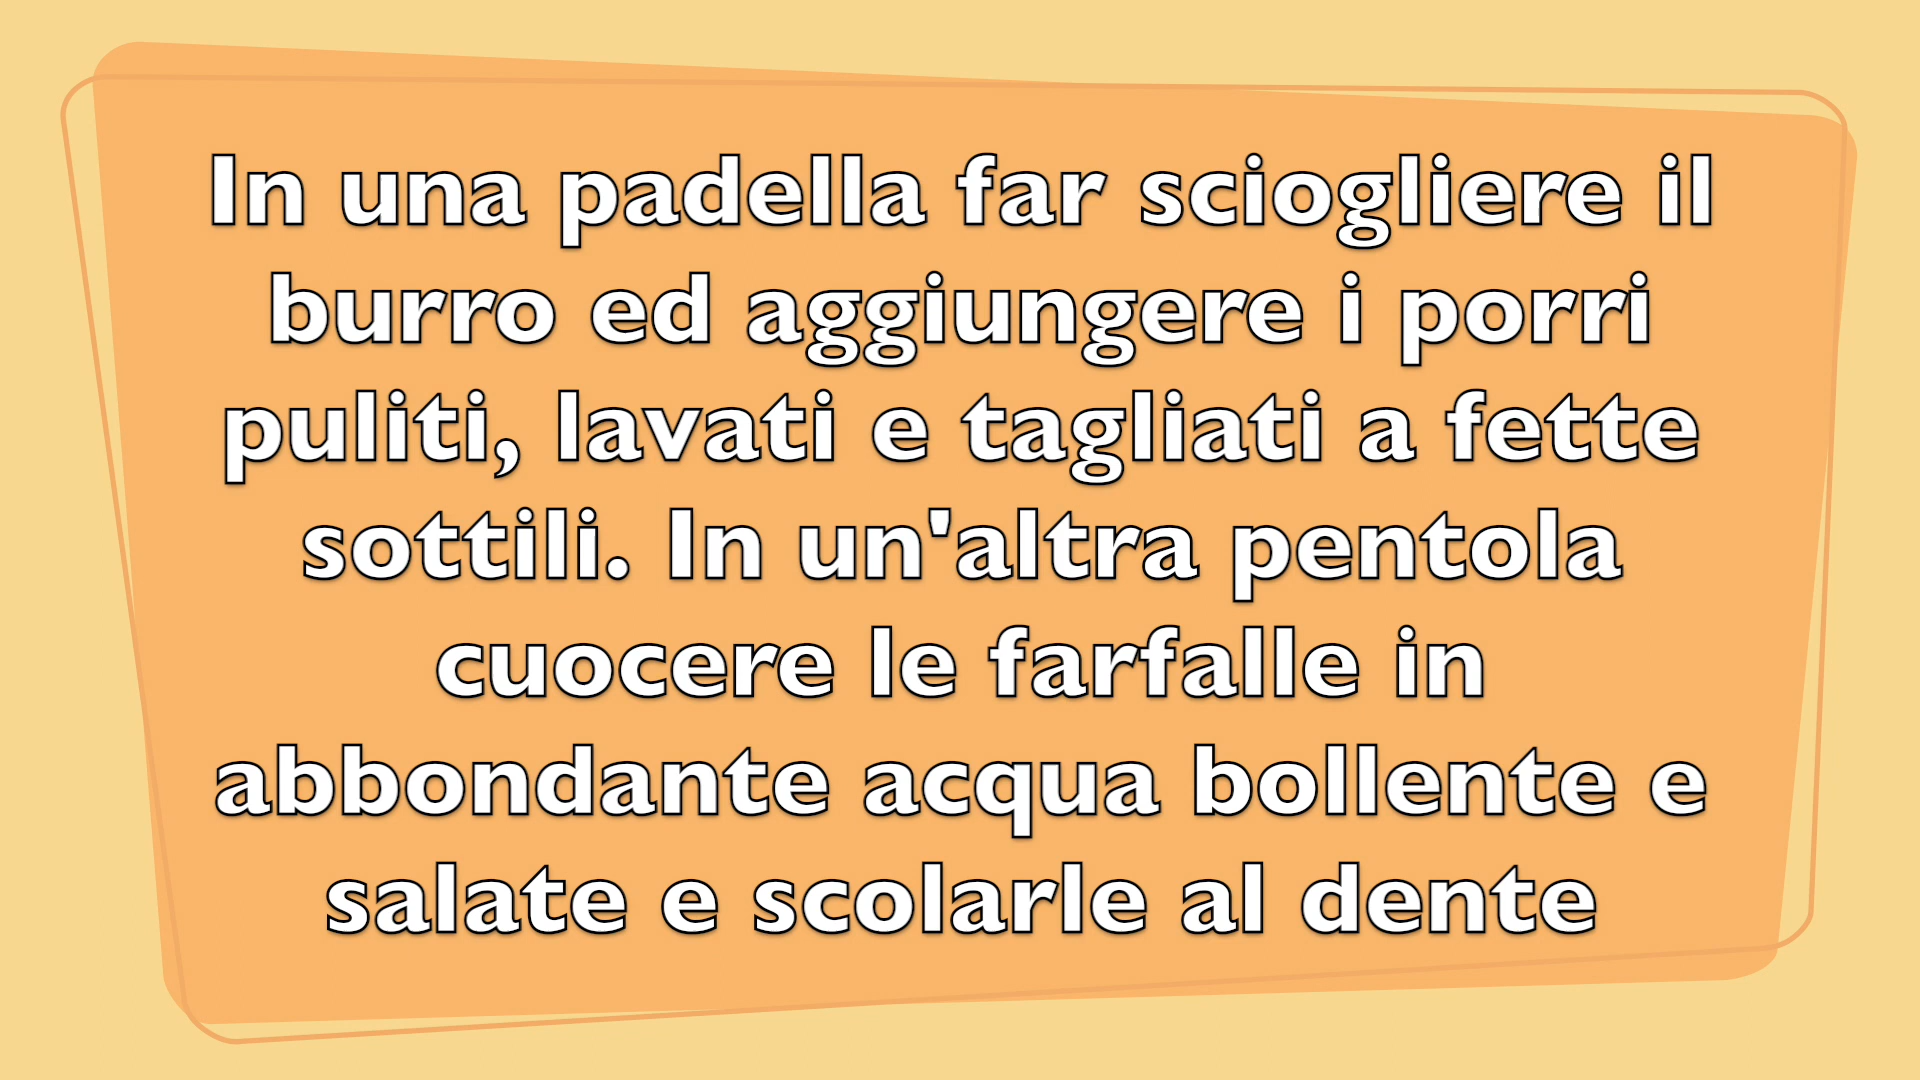 In una padella far sciogliere il
burro ed aggiungere i porri
puliti, lavati e tagliati a fette
sottili. In un'altra pentola
cuocere le farfalle in
abbondante acqua bollente e
salate e scolarle al dente